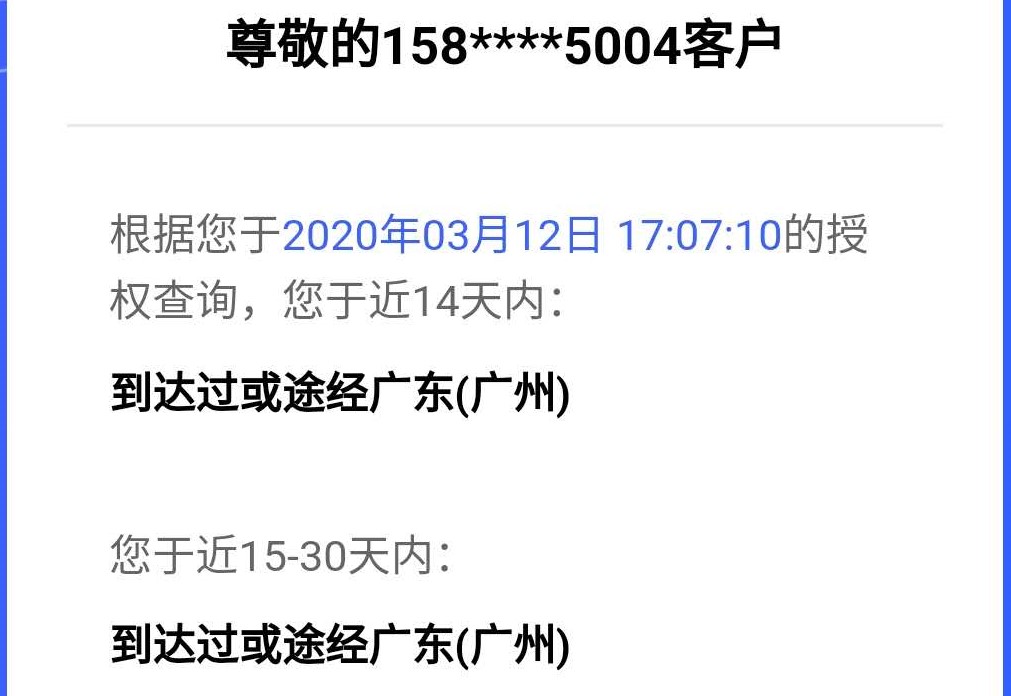 尊敬的158****5004客户
根据您于2020年03月12日 17:07:10的授
权查询，您于近14天内：
到达过或途经广东(广州)
您于近15-30天内：
到达过或途经广东(广州)